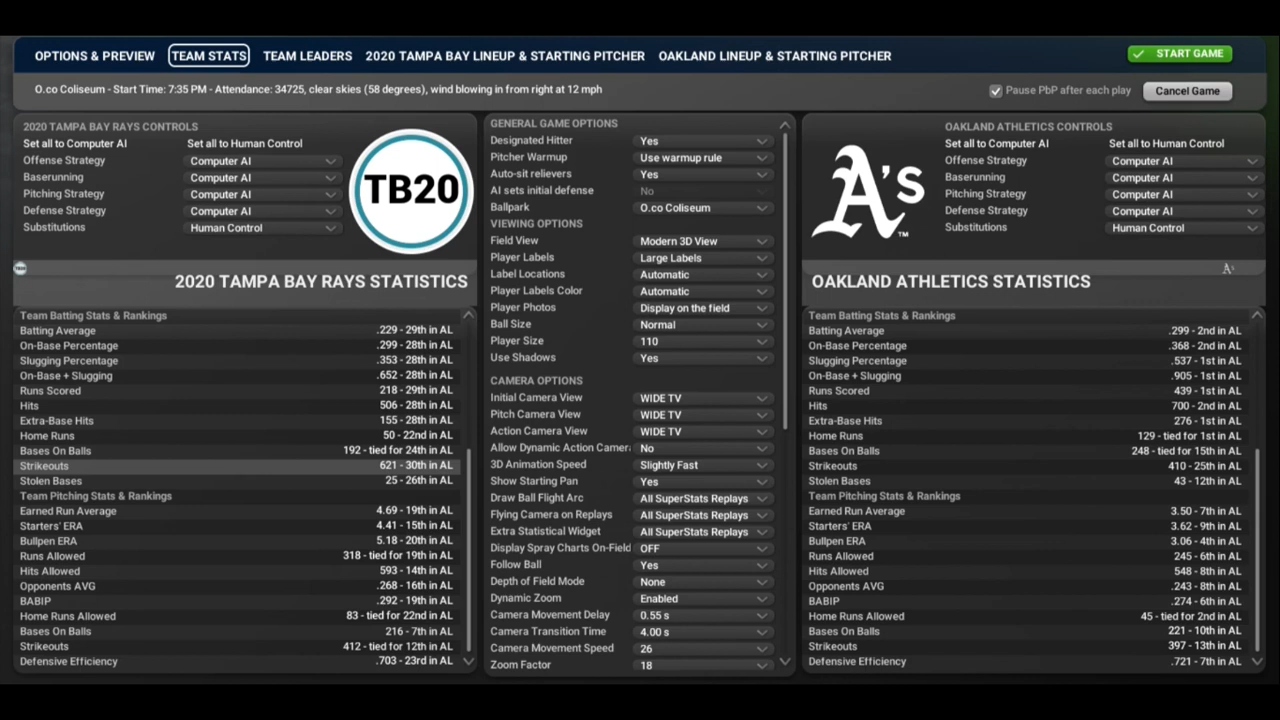 OPTIONS & PREVIEW TEAM STATS TEAM LEADERS 2020 TAMPA BAY LINEUP & STARTING PITCHER OAKLAND LINEUP & STARTING PITCHER START GAME
O.co Coliseum - Start Time: 7:35 PM - Attendance: 34725, clear skies (58 degrees), wind blowing in from right at 12 mph Pause PbP after each play Cancel Game
2020 TAMPA BAY RAYS CONTROLS
Set all to Computer AI Set all to Human Control
Offense Strategy Computer AI
Baserunning Computer AI
Pitching Strategy Computer AI
Defense Strategy Computer AI
Substitutions Human Control
TB20
2020 TAMPA BAY RAYS STATISTICS
Team Batting Stats & Rankings
Batting Average .229 - 29th in AL
On-Base Percentage .299 - 28th in AL
Slugging Percentage .353 - 28th in AL
On-Base + Slugging .652 - 28th in AL
Runs Scored 218 - 29th in AL
Hits 506 - 28th in AL
Extra-Base Hits 155 - 28th in AL
Home Runs 50 - 22nd in AL
Bases On Balls 192 - tied for 24th in AL
Strikeouts 621 - 30th in AL
Stolen Bases 25 - 26th in AL
Team Pitching Stats & Rankings
Earned Run Average 4.69 - 19th in AL
Starters' ERA 4.41 - 15th in AL
Bullpen ERA 5.18 - 20th in AL
Runs Allowed 318 - tied for 19th in AL
Hits Allowed 593 - 14th in AL
Opponents AVG .268 - 16th in AL
BABIP .292 - 19th in AL
Home Runs Allowed 83 - tied for 22nd in AL
Bases On Balls 216 - 7th in AL
Strikeouts 412 - tied for 12th in AL
Defensive Efficiency .703 - 23rd in AL
GENERAL GAME OPTIONS
Designated Hitter Yes
Pitcher Warmup Use warmup rule
Auto-sit relievers Yes
AI sets initial defense No
Ballpark O.co Coliseum
VIEWING OPTIONS
Field View Modern 3D View
Player Labels Large Labels
Label Locations Automatic
Player Labels Color Automatic
Player Photos Display on the field
Ball Size Normal
Player Size 110
Use Shadows Yes
CAMERA OPTIONS
Initial Camera View WIDE TV
Pitch Camera View WIDE TV
Action Camera View WIDE TV
Allow Dynamic Action Camera No
3D Animation Speed Slightly Fast
Show Starting Pan Yes
Draw Ball Flight Arc All SuperStats Replays
Flying Camera on Replays All SuperStats Replays
Extra Statistical Widget All SuperStats Replays
Display Spray Charts On-Field OFF
Follow Ball Yes
Depth of Field Mode None
Dynamic Zoom Enabled
Camera Movement Delay 0.55 s
Camera Transition Time 4.00 s
Camera Movement Speed 26
Zoom Factor 18
A's™
OAKLAND ATHLETICS CONTROLS
Set all to Computer AI Set all to Human Control
Offense Strategy Computer AI
Baserunning Computer AI
Pitching Strategy Computer AI
Defense Strategy Computer AI
Substitutions Human Control
OAKLAND ATHLETICS STATISTICS
Team Batting Stats & Rankings
Batting Average .299 - 2nd in AL
On-Base Percentage .368 - 2nd in AL
Slugging Percentage .537 - 1st in AL
On-Base + Slugging .905 - 1st in AL
Runs Scored 439 - 1st in AL
Hits 700 - 2nd in AL
Extra-Base Hits 276 - 1st in AL
Home Runs 129 - tied for 1st in AL
Bases On Balls 248 - tied for 15th in AL
Strikeouts 410 - 25th in AL
Stolen Bases 43 - 12th in AL
Team Pitching Stats & Rankings
Earned Run Average 3.50 - 7th in AL
Starters' ERA 3.62 - 9th in AL
Bullpen ERA 3.06 - 4th in AL
Runs Allowed 245 - 6th in AL
Hits Allowed 548 - 8th in AL
Opponents AVG .243 - 8th in AL
BABIP .274 - 6th in AL
Home Runs Allowed 45 - tied for 2nd in AL
Bases On Balls 221 - 10th in AL
Strikeouts 397 - 13th in AL
Defensive Efficiency .721 - 7th in AL